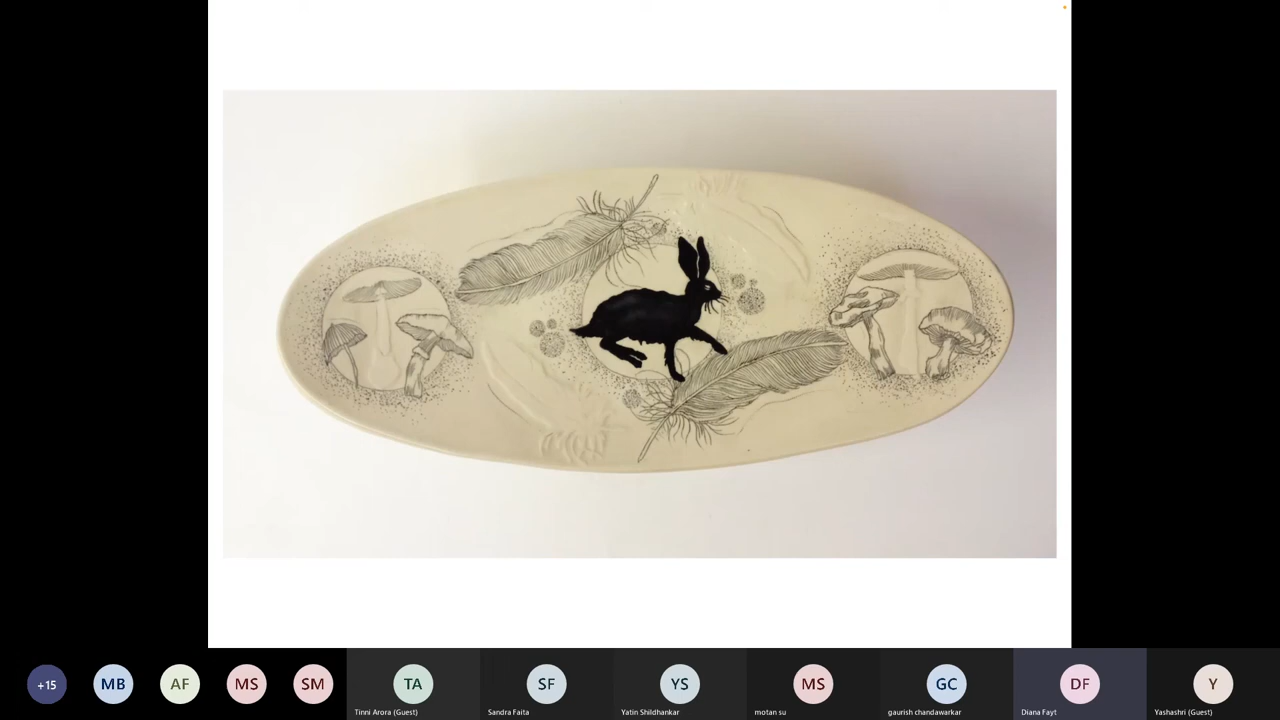 +15
MB
AF
MS
SM
TA
SF
YS
MS
GC
DF
Y
Tinni Arora (Guest)
Sandra Faita
Yatin Shildhankar
motan su
gaurish chandawarkar
Diana Fayt
Yashashri (Guest)